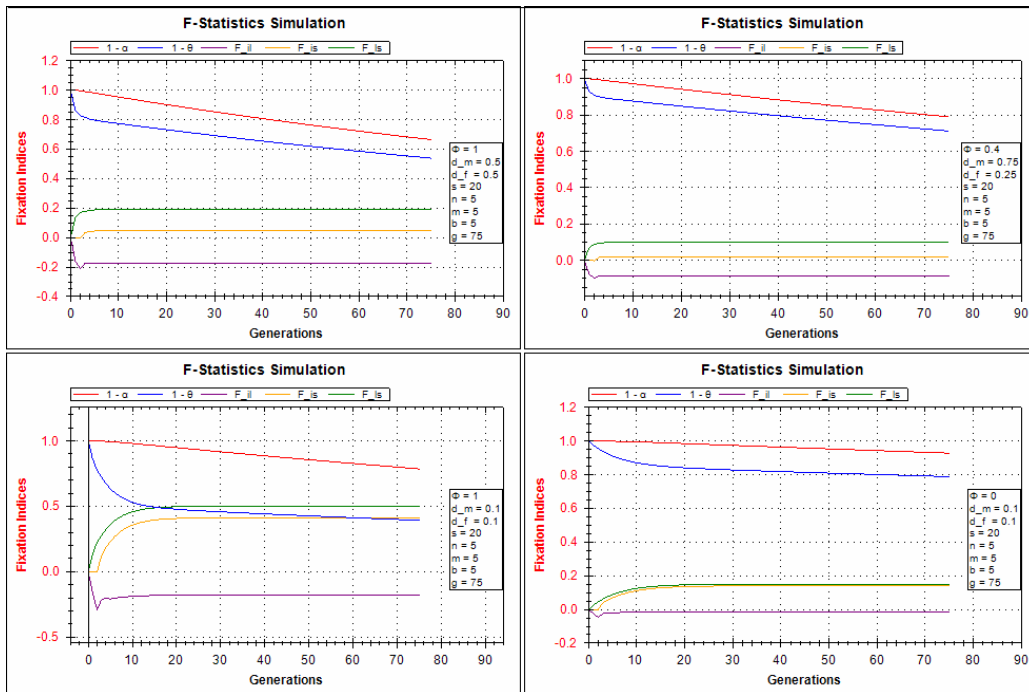 F-Statistics Simulation
1 - α 1 - θ F_il F_is F_ls
1.2
1.0
0.8
0.6
0.4
0.2
0.0
-0.2
-0.4
Fixation Indices
Φ = 1
d_m = 0.5
d_f = 0.5
s = 20
n = 5
m = 5
b = 5
g = 75
0 10 20 30 40 50 60 70 80 90
Generations
F-Statistics Simulation
1 - α 1 - θ F_il F_is F_ls
1.2
1.0
0.8
0.6
0.4
0.2
0.0
Fixation Indices
Φ = 0.4
d_m = 0.75
d_f = 0.25
s = 20
n = 5
m = 5
b = 5
g = 75
0 10 20 30 40 50 60 70 80 90
Generations
F-Statistics Simulation
1 - α 1 - θ F_il F_is F_ls
1.0
0.5
0.0
-0.5
Fixation Indices
Φ = 1
d_m = 0.1
d_f = 0.1
s = 20
n = 5
m = 5
b = 5
g = 75
0 10 20 30 40 50 60 70 80 90
Generations
F-Statistics Simulation
1 - α 1 - θ F_il F_is F_ls
1.2
1.0
0.8
0.6
0.4
0.2
0.0
-0.2
Fixation Indices
Φ = 0
d_m = 0.1
d_f = 0.1
s = 20
n = 5
m = 5
b = 5
g = 75
0 10 20 30 40 50 60 70 80 90
Generations